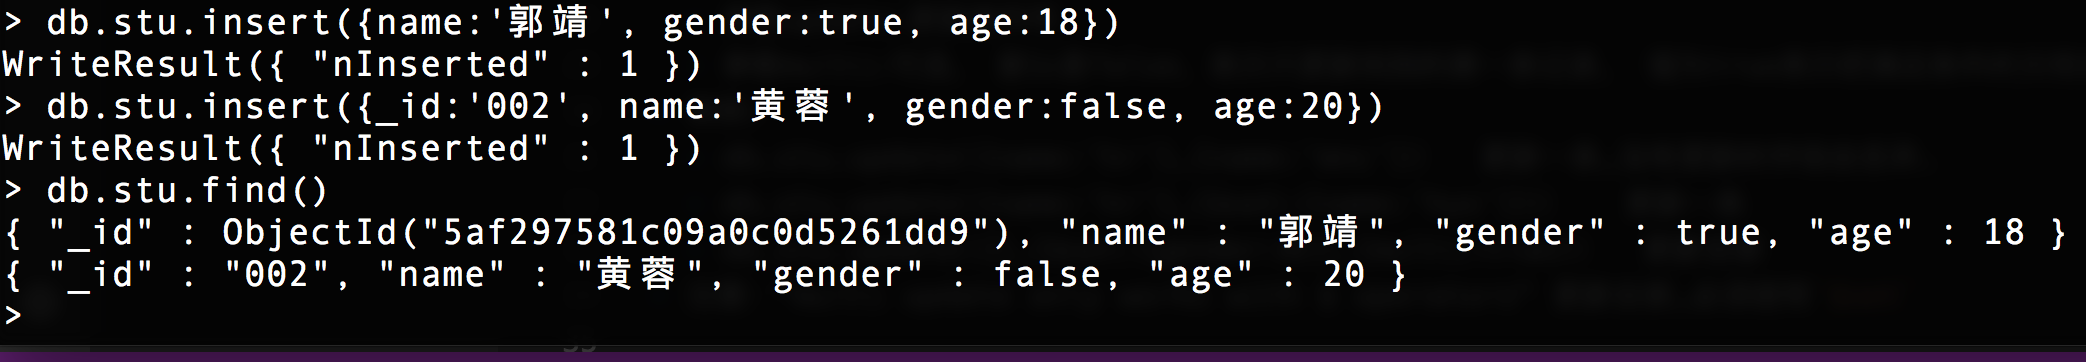 > db.stu.insert({name:'郭靖', gender:true, age:18})
WriteResult({ "nInserted" : 1 })
> db.stu.insert({_id:'002', name:'黄蓉', gender:false, age:20})
WriteResult({ "nInserted" : 1 })
> db.stu.find()
{ "_id" : ObjectId("5af297581c09a0c0d5261dd9"), "name" : "郭靖", "gender" : true, "age" : 18 }
{ "_id" : "002", "name" : "黄蓉", "gender" : false, "age" : 20 }
>